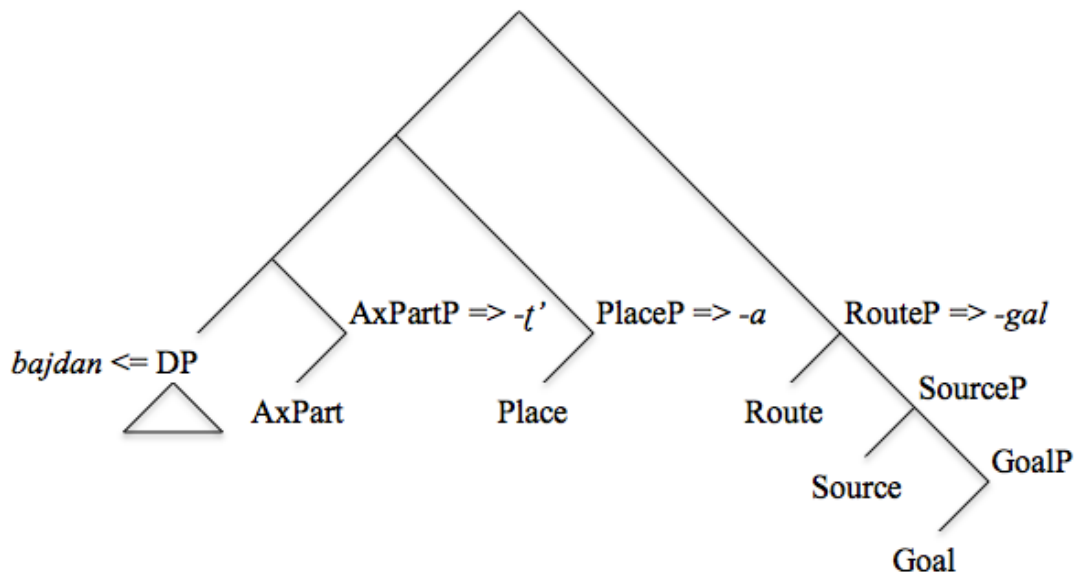 AxPartP => -ţ’ PlaceP => -a RouteP => -gal
bajdan <= DP
SourceP
AxPart Place Route
GoalP
Source
Goal